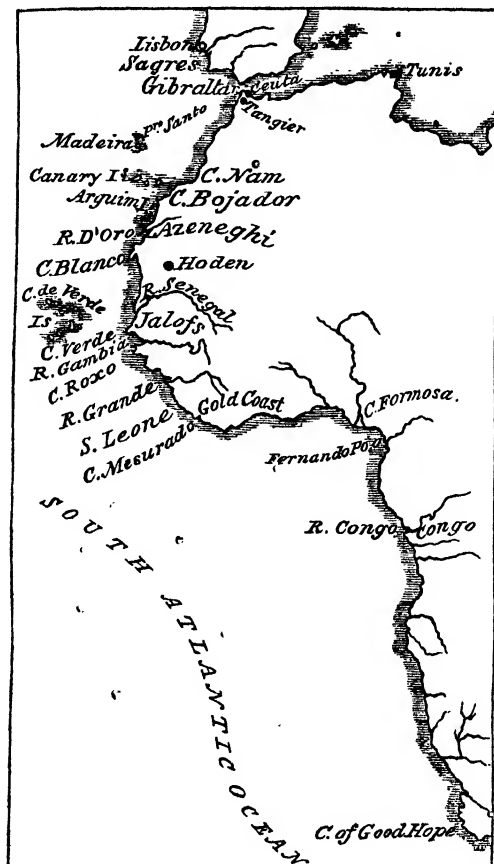 Lisbon
Sagres
Tunis
Gibraltar
Ceuta
Tangier
pto Santo
Madeira
Canary Is.
C. Nam
Arguim
C. Bojador
R. D'Oro
Azeneghi
C. Blanco
Hoden
C. de Verde
Is
R. Senegal
Jalofs
C. Verde
R. Gambia
C. Roxo
R. Grande
Gold Coast
C. Formosa.
S. Leone
C. Mesurado
Fernando Po
R. Congo
Congo
SOUTH ATLANTIC OCEAN
C. of Good Hope